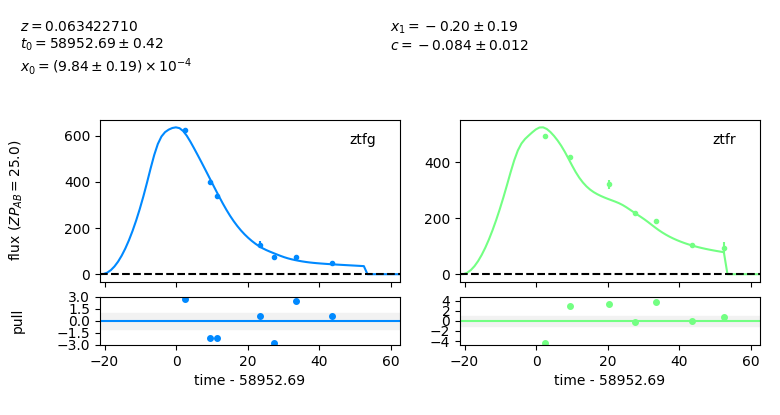 z = 0.063422710
t₀ = 58952.69 ± 0.42
x₀ = (9.84 ± 0.19) × 10⁻⁴
x₁ = −0.20 ± 0.19
c = −0.084 ± 0.012
flux (ZP_AB = 25.0)
600
400
200
0
ztfg
400
200
0
ztfr
pull
3.0
1.5
0.0
−1.5
−3.0
−20 0 20 40 60
time - 58952.69
4
2
0
−2
−4
−20 0 20 40 60
time - 58952.69